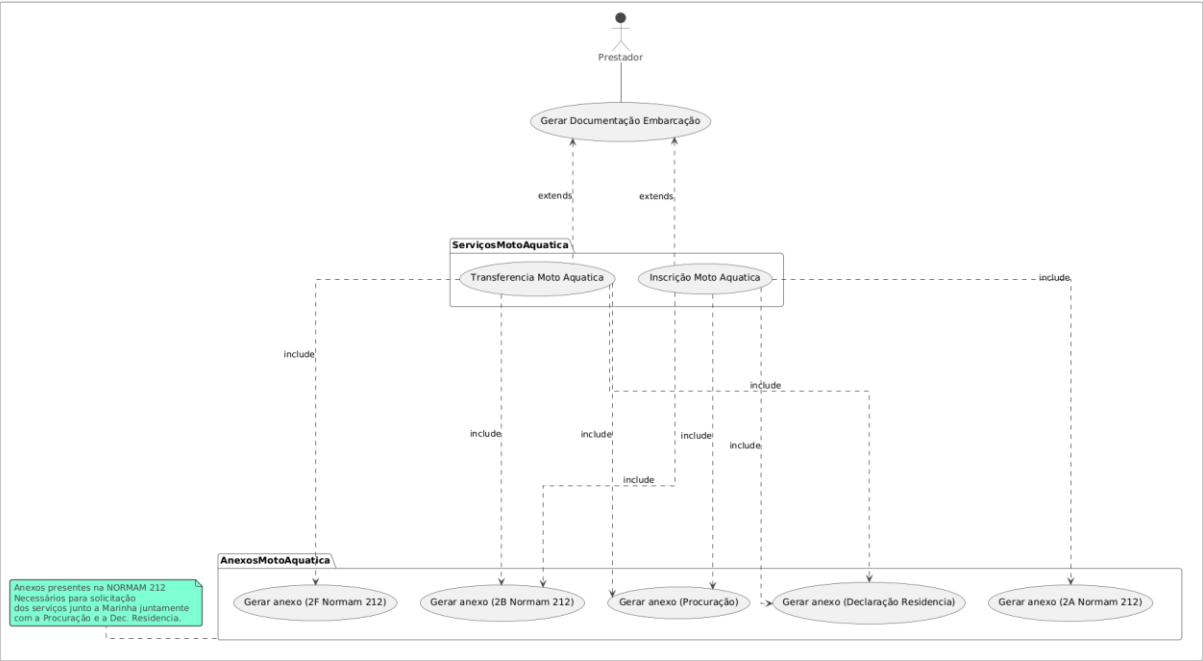 Prestador
Gerar Documentação Embarcação
extends
extends
ServiçosMotoAquatica
Transferencia Moto Aquatica
Inscrição Moto Aquatica
include
include
include
include
include
include
include
include
AnexosMotoAquatica
Anexos presentes na NORMAM 212
Necessários para solicitação
dos serviços junto a Marinha juntamente
com a Procuração e a Dec. Residencia.
Gerar anexo (2F Normam 212)
Gerar anexo (2B Normam 212)
Gerar anexo (Procuração)
Gerar anexo (Declaração Residencia)
Gerar anexo (2A Normam 212)